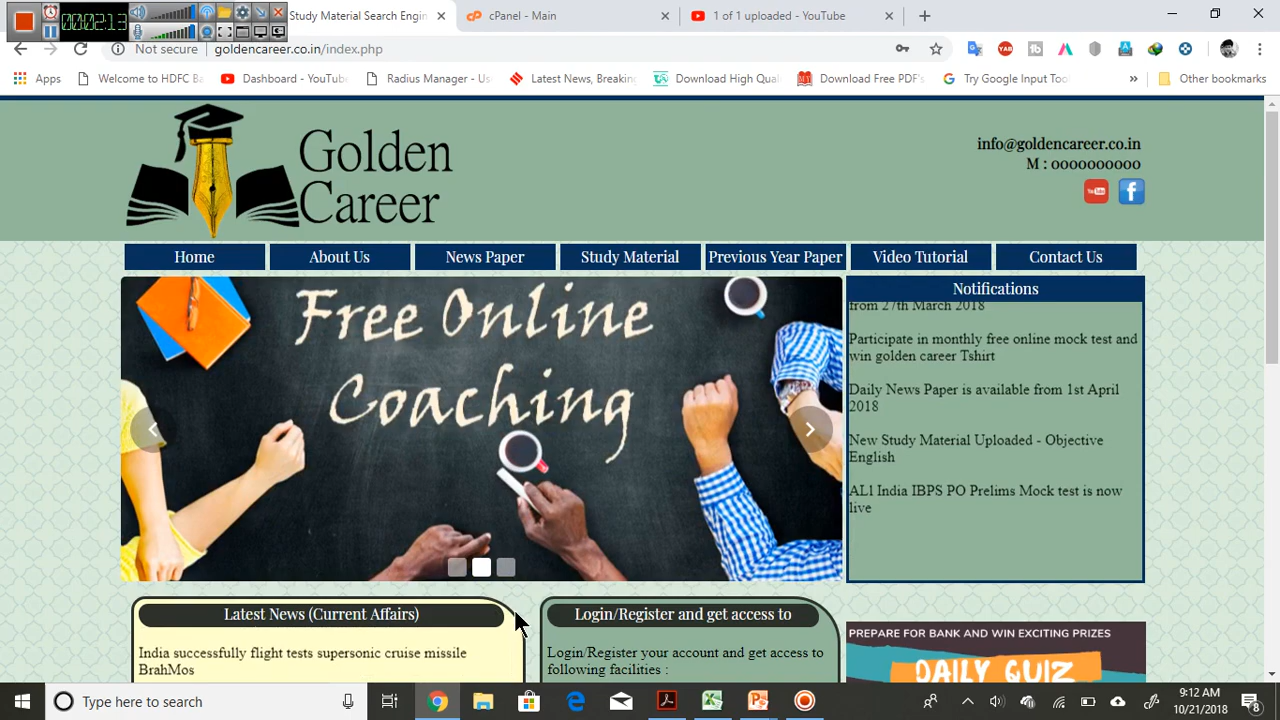 00:02:13
Study Material Search Engin
cPanel - Main
1 of 1 uploaded - YouTube
Not secure
goldencareer.co.in/index.php
Apps
Welcome to HDFC Ba
Dashboard - YouTube
Radius Manager - Us
Latest News, Breaking
Download High Qual
Download Free PDF's
Try Google Input Tool
Other bookmarks
Golden
Career
info@goldencareer.co.in
M : 0000000000
Home
About Us
News Paper
Study Material
Previous Year Paper
Video Tutorial
Contact Us
Free Online
Coaching
Notifications
from 27th March 2018
Participate in monthly free online mock test and
win golden career Tshirt
Daily News Paper is available from 1st April
2018
New Study Material Uploaded - Objective
English
ALl India IBPS PO Prelims Mock test is now
live
Latest News (Current Affairs)
India successfully flight tests supersonic cruise missile
BrahMos
Login/Register and get access to
Login/Register your account and get access to
following facilities :
PREPARE FOR BANK AND WIN EXCITING PRIZES
DAILY QUIZ
Type here to search
9:12 AM
10/21/2018
8